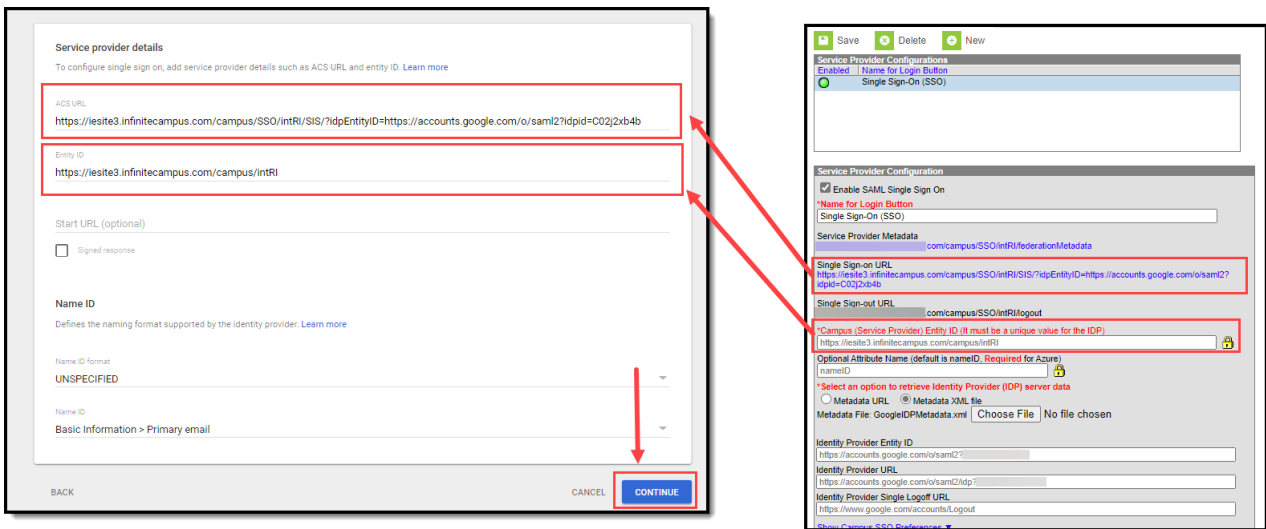 Service provider details
To configure single sign on, add service provider details such as ACS URL and entity ID. Learn more
ACS URL
https://iesite3.infinitecampus.com/campus/SSO/intRI/SIS/?idpEntityID=https://accounts.google.com/o/saml2?idpid=C02j2xb4b
Entity ID
https://iesite3.infinitecampus.com/campus/intRI
Start URL (optional)
Signed response
Name ID
Defines the naming format supported by the identity provider. Learn more
Name ID format
UNSPECIFIED
Name ID
Basic Information > Primary email
BACK CANCEL CONTINUE
Save Delete New
Service Provider Configurations
Enabled Name for Login Button
Single Sign-On (SSO)
Service Provider Configuration
Enable SAML Single Sign On
*Name for Login Button
Single Sign-On (SSO)
Service Provider Metadata
.com/campus/SSO/intRI/federationMetadata
Single Sign-on URL
https://iesite3.infinitecampus.com/campus/SSO/intRI/SIS/?idpEntityID=https://accounts.google.com/o/saml2?
idpid=C02j2xb4b
Single Sign-out URL
.com/campus/SSO/intRI/logout
*Campus (Service Provider) Entity ID (It must be a unique value for the IDP)
https://iesite3.infinitecampus.com/campus/intRI
Optional Attribute Name (default is nameID, Required for Azure)
nameID
*Select an option to retrieve Identity Provider (IDP) server data
Metadata URL Metadata XML file
Metadata File: GoogleIDPMetadata.xml Choose File No file chosen
Identity Provider Entity ID
https://accounts.google.com/o/saml2?
Identity Provider URL
https://accounts.google.com/o/saml2/idp?
Identity Provider Single Logoff URL
https://www.google.com/accounts/Logout
Show Campus SSO Preferences ▼